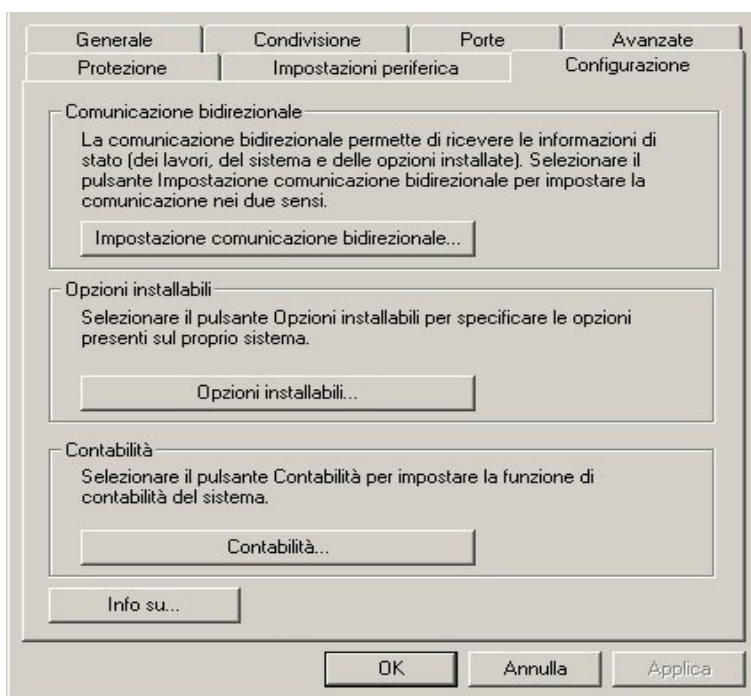 Generale Condivisione Porte Avanzate
Protezione Impostazioni periferica Configurazione
Comunicazione bidirezionale
La comunicazione bidirezionale permette di ricevere le informazioni di
stato (dei lavori, del sistema e delle opzioni installate). Selezionare il
pulsante Impostazione comunicazione bidirezionale per impostare la
comunicazione nei due sensi.
Impostazione comunicazione bidirezionale...
Opzioni installabili
Selezionare il pulsante Opzioni installabili per specificare le opzioni
presenti sul proprio sistema.
Opzioni installabili...
Contabilità
Selezionare il pulsante Contabilità per impostare la funzione di
contabilità del sistema.
Contabilità...
Info su...
OK Annulla Applica